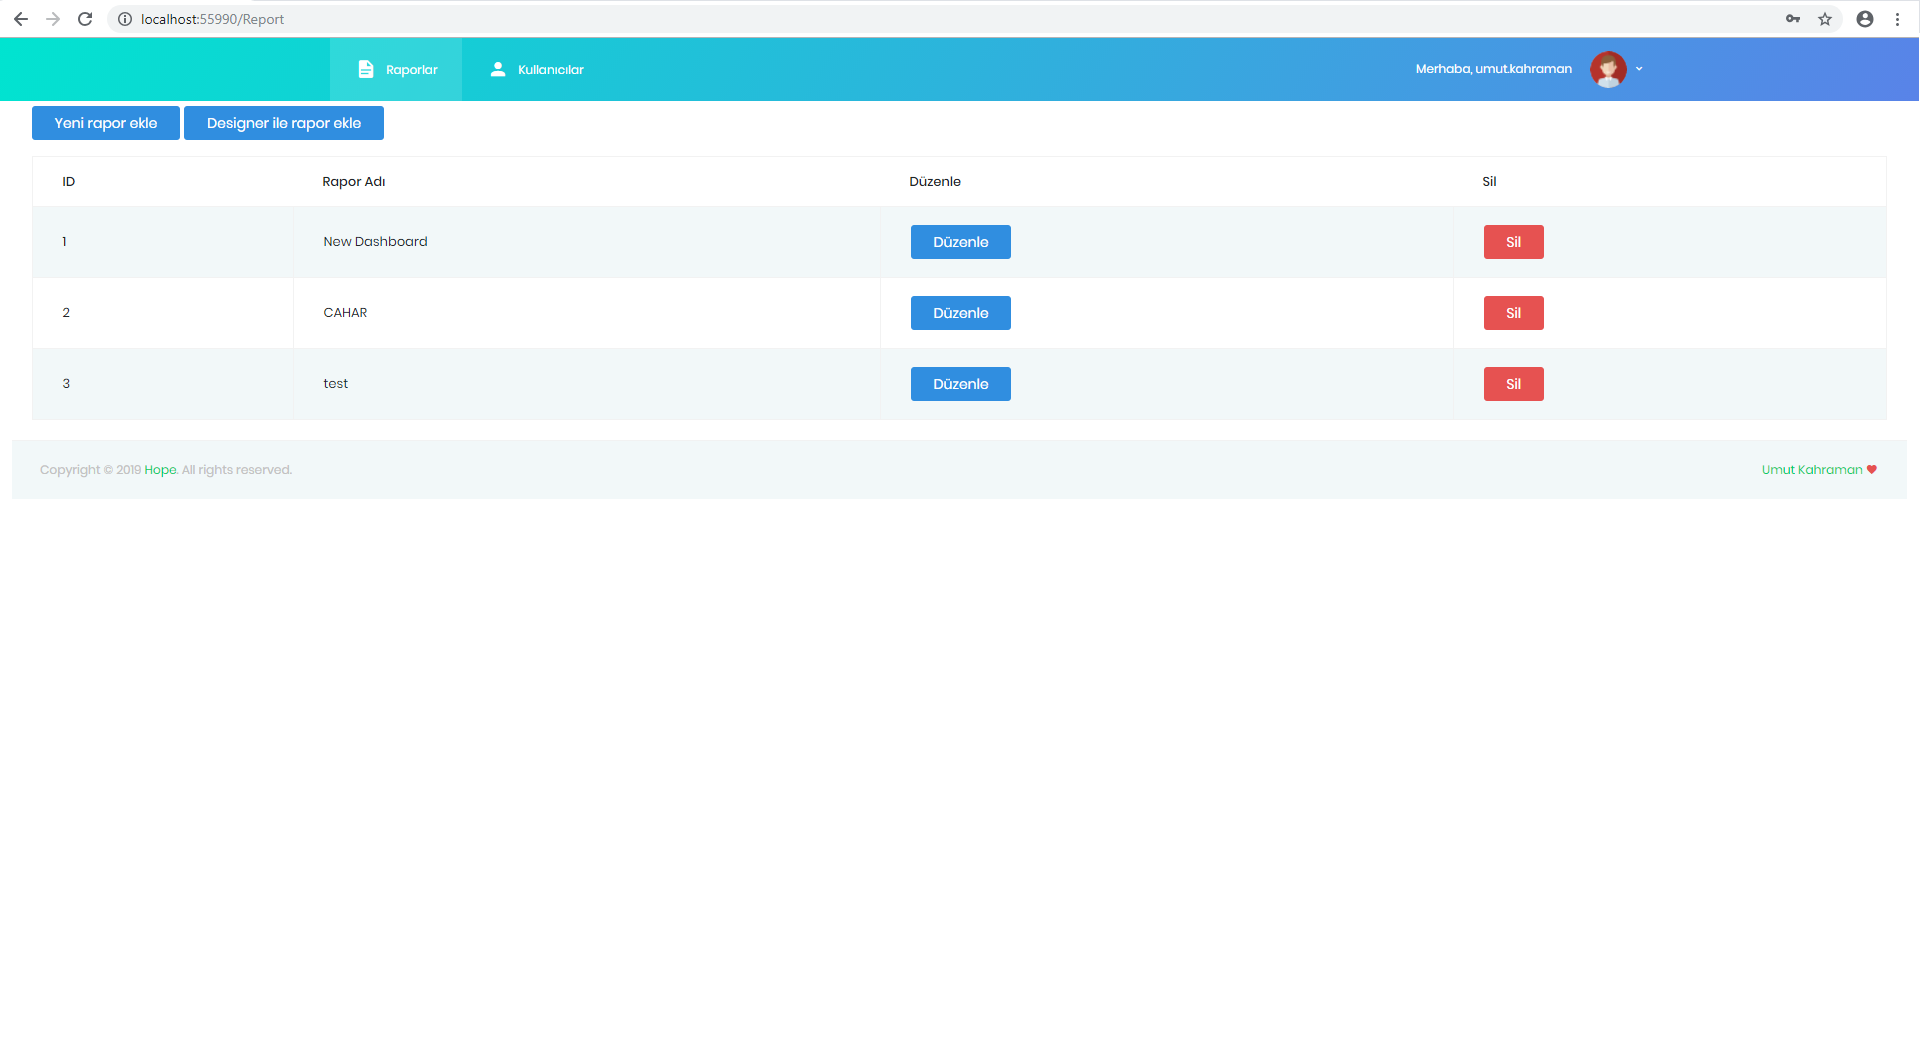 localhost:55990/Report
Raporlar Kullanıcılar Merhaba, umut.kahraman
Yeni rapor ekle Designer ile rapor ekle
ID Rapor Adı Düzenle Sil
1 New Dashboard Düzenle Sil
2 CAHAR Düzenle Sil
3 test Düzenle Sil
Copyright © 2019 Hope. All rights reserved. Umut Kahraman ♥